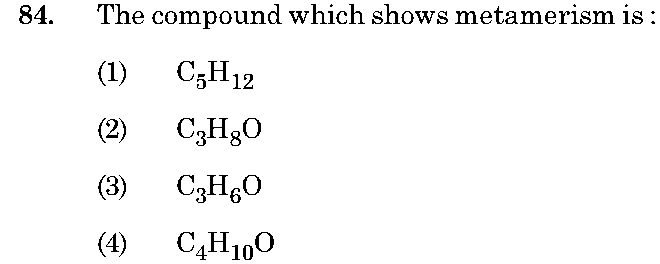 84. The compound which shows metamerism is :
(1) C₅H₁₂
(2) C₃H₈O
(3) C₃H₆O
(4) C₄H₁₀O